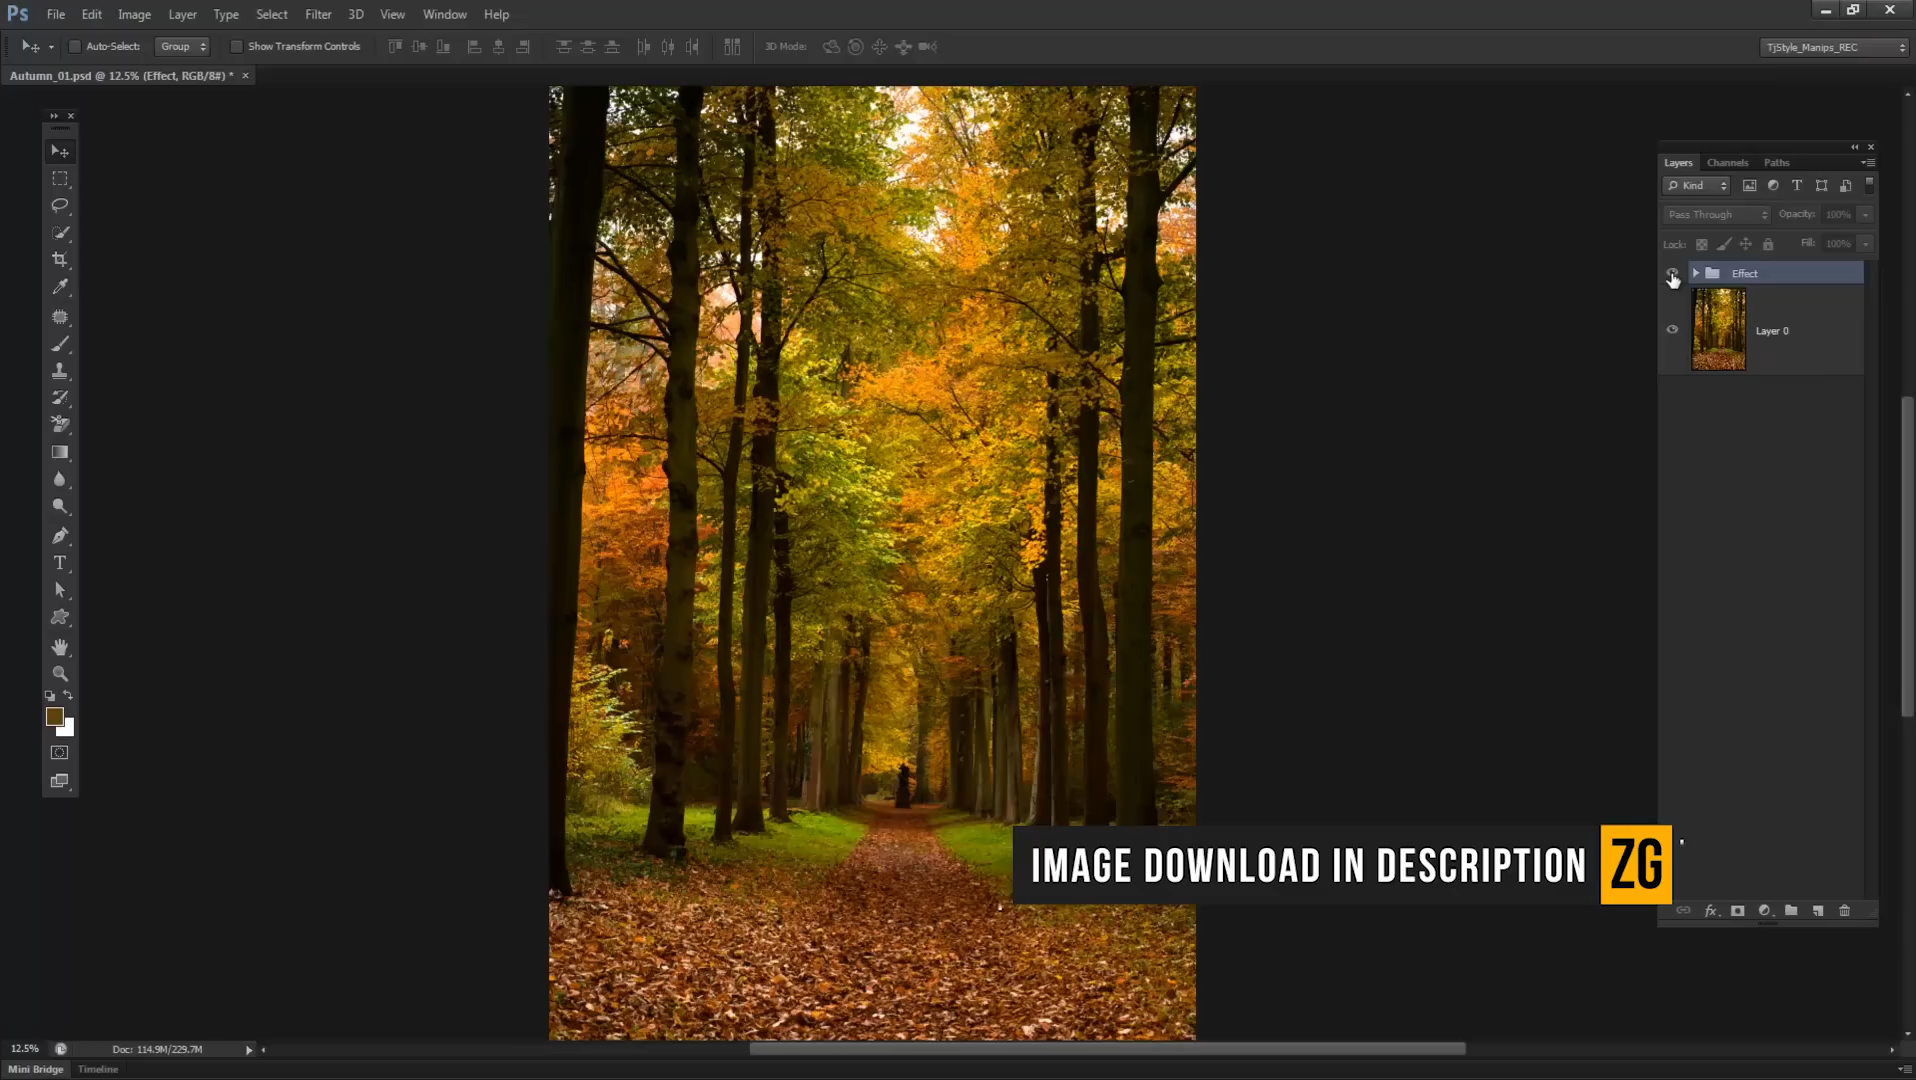 Ps File Edit Image Layer Type Select Filter 3D View Window Help
Auto-Select: Group Show Transform Controls 3D Mode: TjStyle_Manips_REC
Autumn_01.psd @ 12.5% (Effect, RGB/8#) * ×
Layers Channels Paths
Kind
Pass Through Opacity: 100%
Lock: Fill: 100%
Effect
Layer 0
IMAGE DOWNLOAD IN DESCRIPTION ZG
fx
12.5% Doc: 114.9M/229.7M
Mini Bridge Timeline